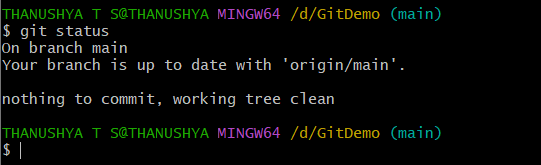 THANUSHYA T S@THANUSHYA MINGW64 /d/GitDemo (main)
$ git status
On branch main
Your branch is up to date with 'origin/main'.
nothing to commit, working tree clean
THANUSHYA T S@THANUSHYA MINGW64 /d/GitDemo (main)
$